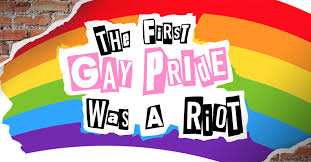 THE FIRST
GAY PRIDE
WAS A RIOT